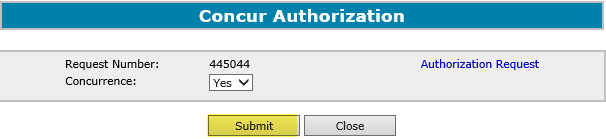 Concur Authorization
Request Number: 445044 Authorization Request
Concurrence: Yes
Submit Close